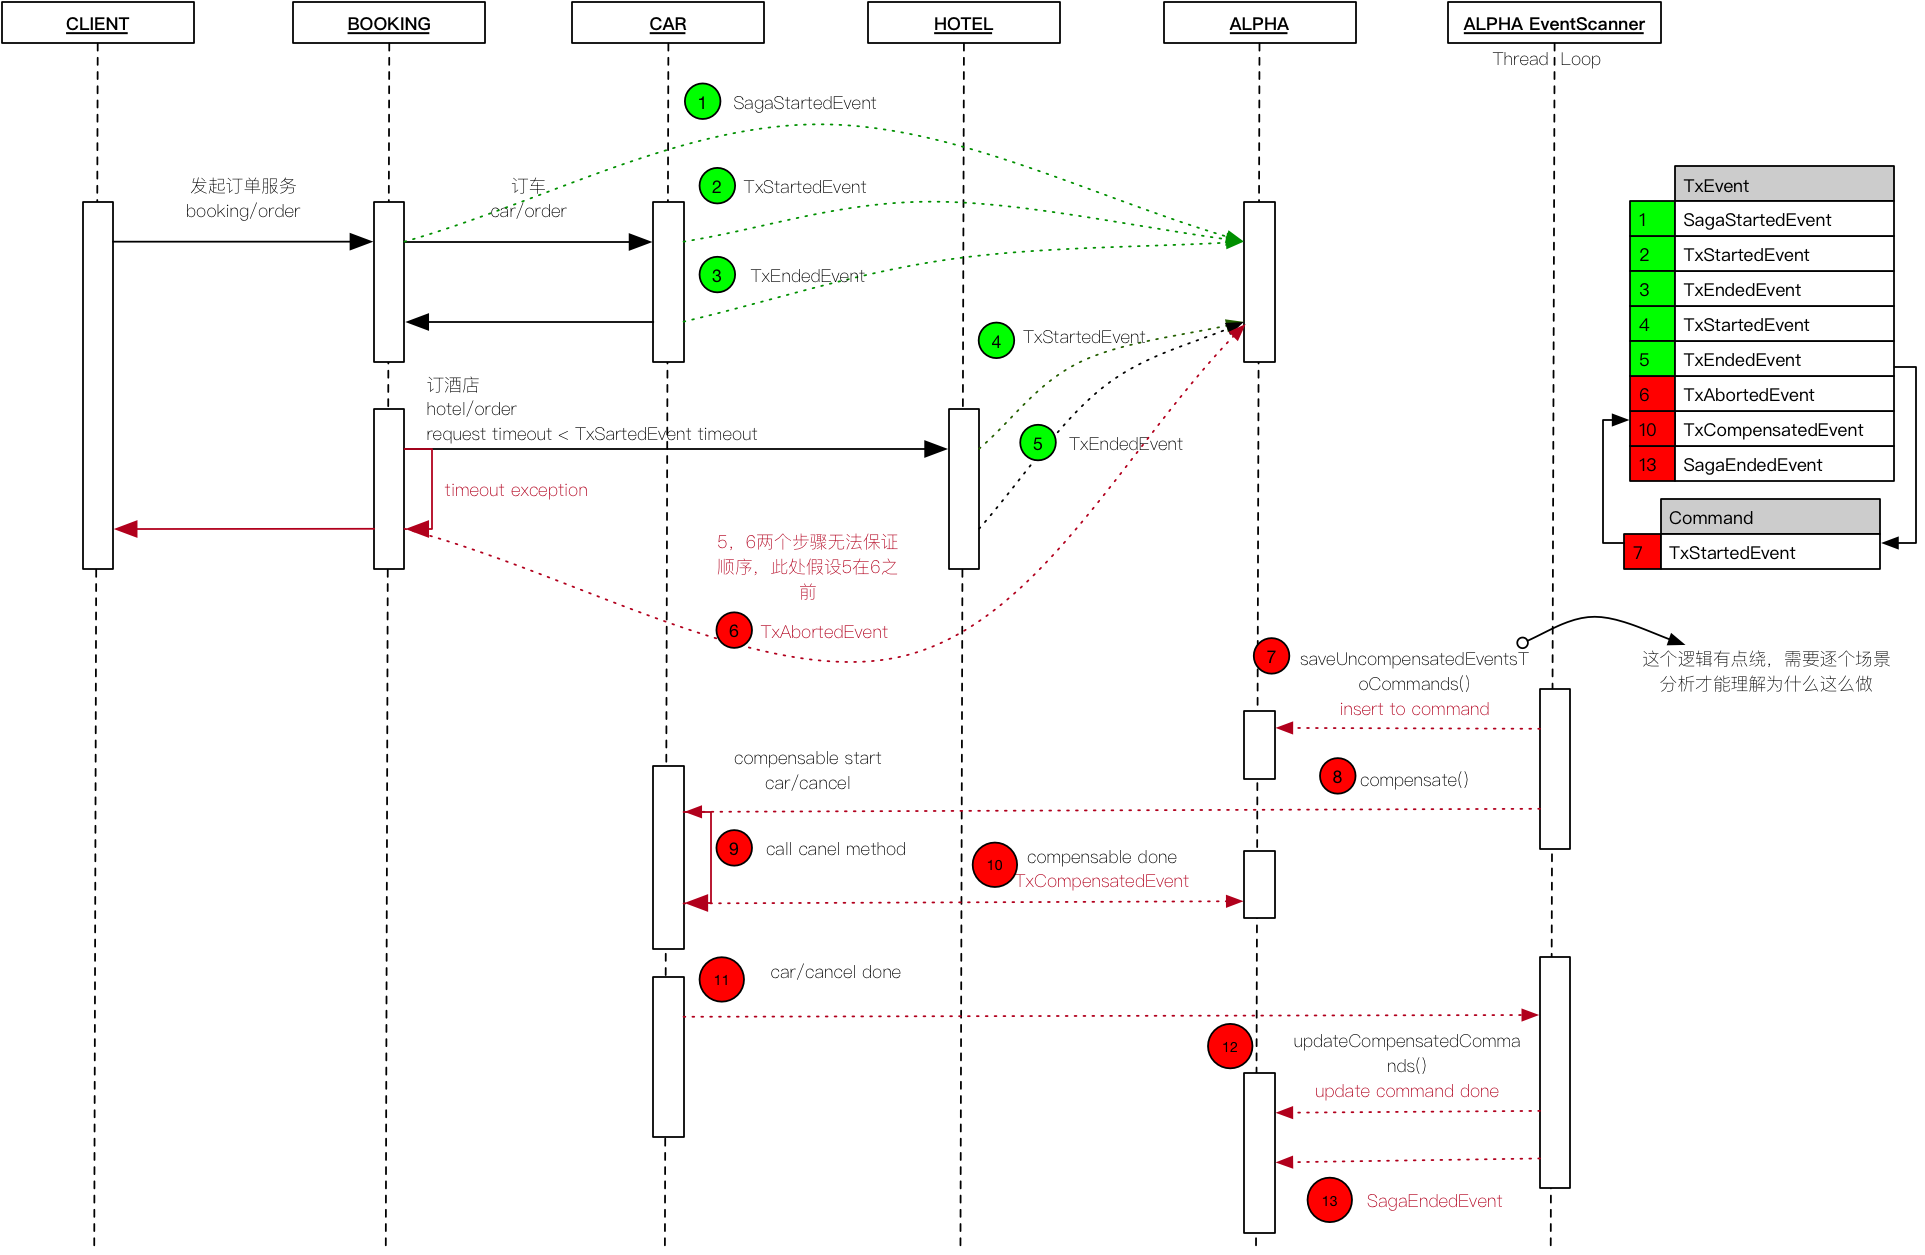 CLIENT
BOOKING
CAR
HOTEL
ALPHA
ALPHA EventScanner
Thread Loop
1
SagaStartedEvent
发起订单服务
booking/order
订车
car/order
2
TxStartedEvent
3
TxEndedEvent
4
TxStartedEvent
订酒店
hotel/order
request timeout < TxSartedEvent timeout
5
TxEndedEvent
timeout exception
5，6两个步骤无法保证
顺序，此处假设5在6之
前
6
TxAbortedEvent
TxEvent
1
SagaStartedEvent
2
TxStartedEvent
3
TxEndedEvent
4
TxStartedEvent
5
TxEndedEvent
6
TxAbortedEvent
10
TxCompensatedEvent
13
SagaEndedEvent
Command
7
TxStartedEvent
7
saveUncompensatedEventsT
oCommands()
insert to command
这个逻辑有点绕，需要逐个场景
分析才能理解为什么这么做
compensable start
car/cancel
8
compensate()
9
call canel method
10
compensable done
TxCompensatedEvent
11
car/cancel done
12
updateCompensatedComma
nds()
update command done
13
SagaEndedEvent